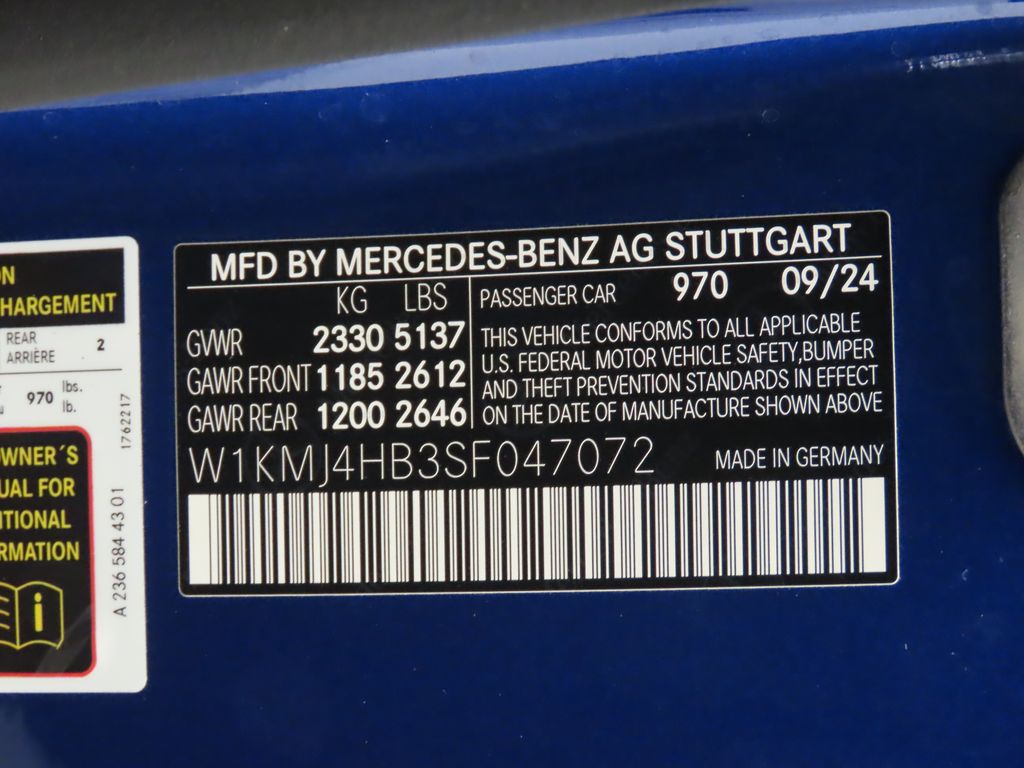 ON
HARGEMENT
REAR
ARRIÈRE 2
970 lbs.
lb.
1762217
OWNER´S
UAL FOR
ITIONAL
RMATION
A 236 584 43 01
MFD BY MERCEDES-BENZ AG STUTTGART
KG LBS
GVWR 2330 5137
GAWR FRONT 1185 2612
GAWR REAR 1200 2646
PASSENGER CAR 970 09/24
THIS VEHICLE CONFORMS TO ALL APPLICABLE
U.S. FEDERAL MOTOR VEHICLE SAFETY,BUMPER
AND THEFT PREVENTION STANDARDS IN EFFECT
ON THE DATE OF MANUFACTURE SHOWN ABOVE
W1KMJ4HB3SF047072
MADE IN GERMANY